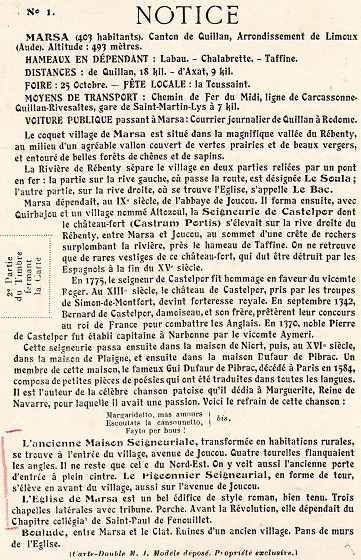 No 1.
NOTICE
MARSA (403 habitants). Canton de Quillan, Arrondissement de Limoux
(Aude). Altitude : 493 mètres.
HAMEAUX EN DÉPENDANT : Labau. - Chalabrette. - Taffine.
DISTANCES : de Quillan, 18 kil. - d'Axat, 9 kil.
FOIRE : 25 Octobre. — FÊTE LOCALE : la Toussaint.
MOYENS DE TRANSPORT : Chemin de Fer du Midi, ligne de Carcassonne-
Quillan-Rivesaltes, gare de Saint-Martin-Lys à 7 kil.
VOITURE PUBLIQUE passant à Marsa : Courrier journalier de Quillan à Rodome.
Le coquet village de Marsa est situé dans la magnifique vallée du Rébenty,
au milieu d'un agréable vallon couvert de vertes prairies et de beaux vergers,
et entouré de belles forêts de chênes et de sapins.
La Rivière de Rébenty sépare le village en deux parties reliées par un pont
en fer : la partie sur la rive gauche, où passe la route, est désignée Le Soula ;
l'autre partie, sur la rive droite, où se trouve l'Eglise, s'appelle Le Bac.
Marsa dépendait, au IXe siècle, de l'abbaye de Joucou. Il forma ensuite, avec
Quirbajou et un village nommé Altozoul, la Seigneurie de Castelpor dont
le château-fort (Castrum Portis) s'élevait sur la rive droite du
Rébenty, entre Marsa et Joucou, au sommet d'une crête de rochers
surplombant la rivière, près le hameau de Taffine. On ne retrouve
que de rares vestiges de ce château-fort, qui dut être détruit par les
Espagnols à la fin du XVe siècle.
2e Partie
du Timbre
fermant
la Carte
En 1775, le seigneur de Castelpor fit hommage en faveur du vicomte
Roger. Au XIIIe siècle, le château de Castelpor, pris par les troupes
de Simon-de-Montfort, devint forteresse royale. En septembre 1342,
Bernard de Castelpor, damoiseau, et son frère, prêtèrent leur concours
au roi de France pour combattre les Anglais. En 1370, noble Pierre
de Castelpor fut établi capitaine à Narbonne par le vicomte Aymeri.
Cette seigneurie passa ensuite dans la maison de Niort, puis, au XVIe siècle,
dans la maison de Plaigne, et ensuite dans la maison Dufaur de Pibrac. Un
membre de cette maison, le fameux Gui Dufaur de Pibrac, décédé à Paris en 1584,
composa de petites pièces de poésies qui ont été traduites dans toutes les langues.
Il est l'auteur de la célèbre chanson patoise qu'il dédia à Marguerite, Reine de
Navarre, pour laquelle il avait une passion. Voici le refrain de cette chanson :
Margaridetto, mas amours
Escoutats la cansounetto, bis.
Fayto per bous !
L'ancienne Maison Seigneuriale, transformée en habitations rurales,
se trouve à l'entrée du village, avenue de Joucou. Quatre tourelles flanquaient
les angles. Il ne reste que celle du Nord-Est. On y voit aussi l'ancienne porte
d'entrée à plein cintre. Le Pigeonnier Seigneurial, en forme de tour,
s'élève en avant du village, aussi sur l'avenue de Joucou.
L'Eglise de Marsa est un bel édifice de style roman, bien tenu. Trois
chapelles latérales avec tribune. Porche. Avant la Révolution, elle dépendait du
Chapitre collégial de Saint-Paul de Fenouillet.
Boulude, entre Marsa et le Clat. Ruines d'un ancien village. Pans de murs
de l'Eglise.
(Carte-Double M. J. Modèle déposé. Propriété exclusive.)